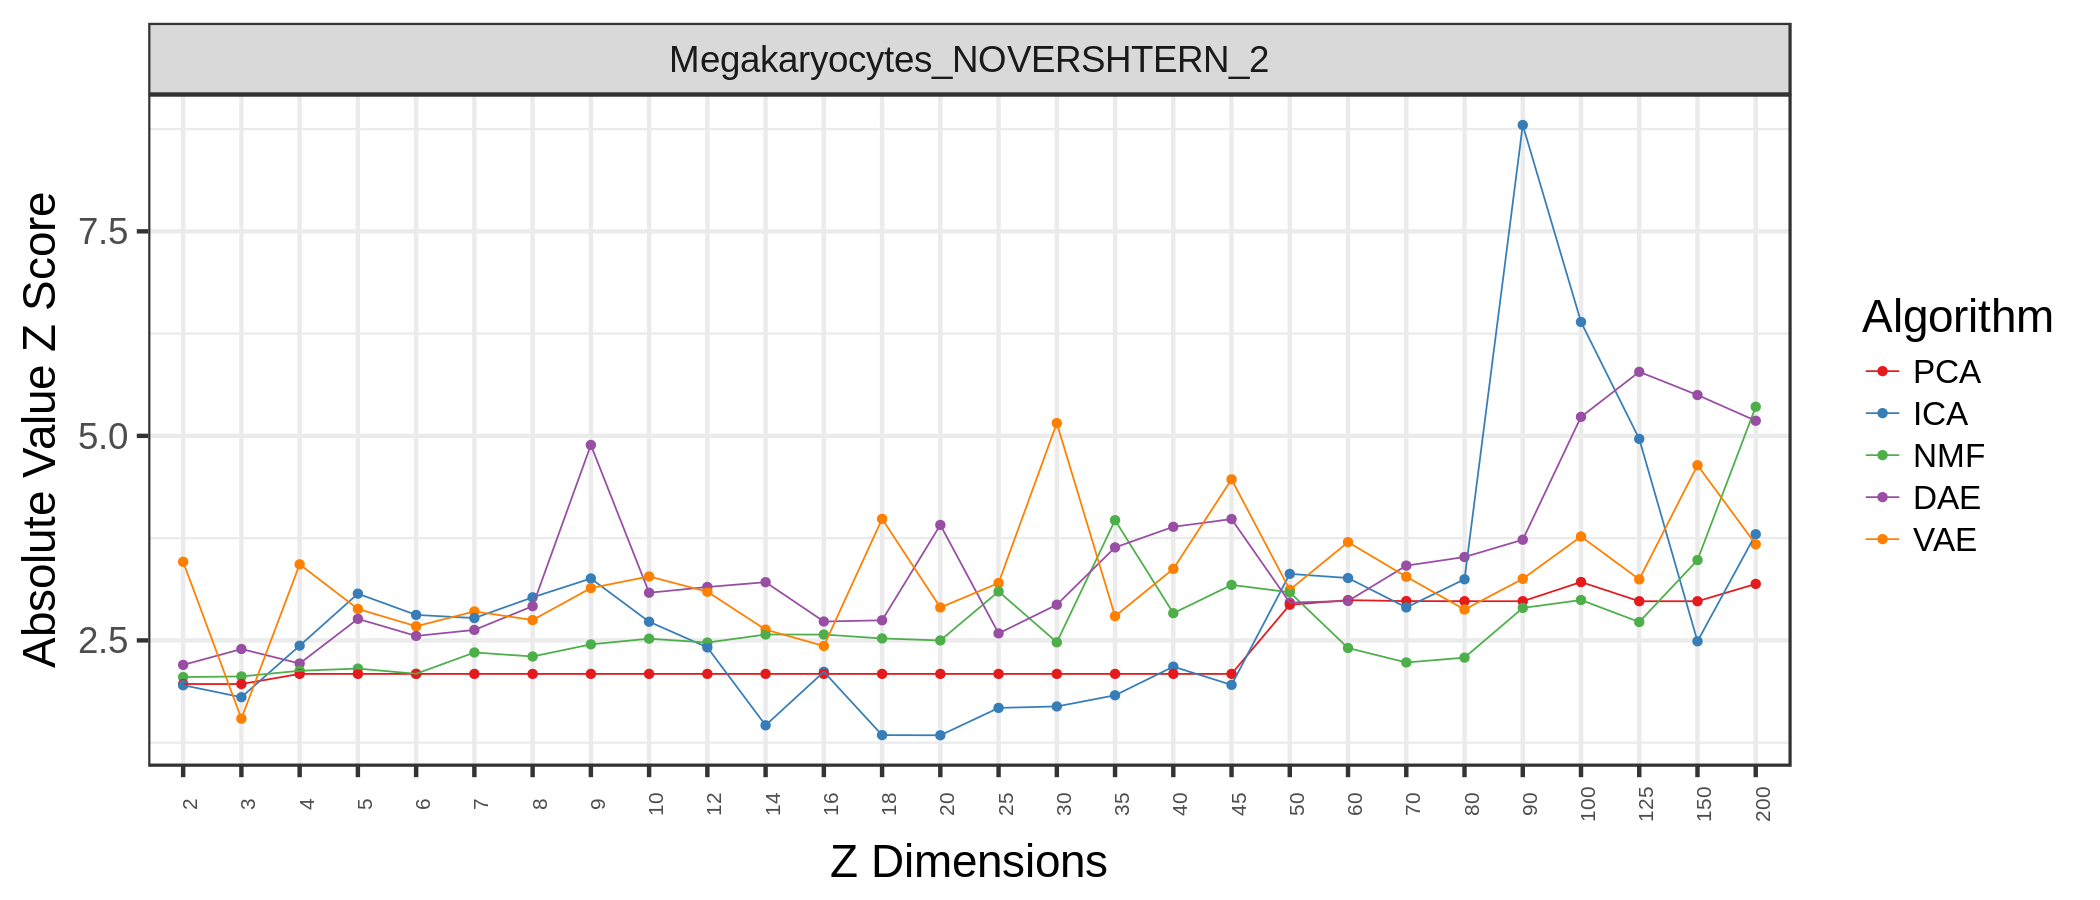 Megakaryocytes_NOVERSHTERN_2
Absolute Value Z Score
7.5
5.0
2.5
2 3 4 5 6 7 8 9 10 12 14 16 18 20 25 30 35 40 45 50 60 70 80 90 100 125 150 200
Z Dimensions
Algorithm
PCA
ICA
NMF
DAE
VAE